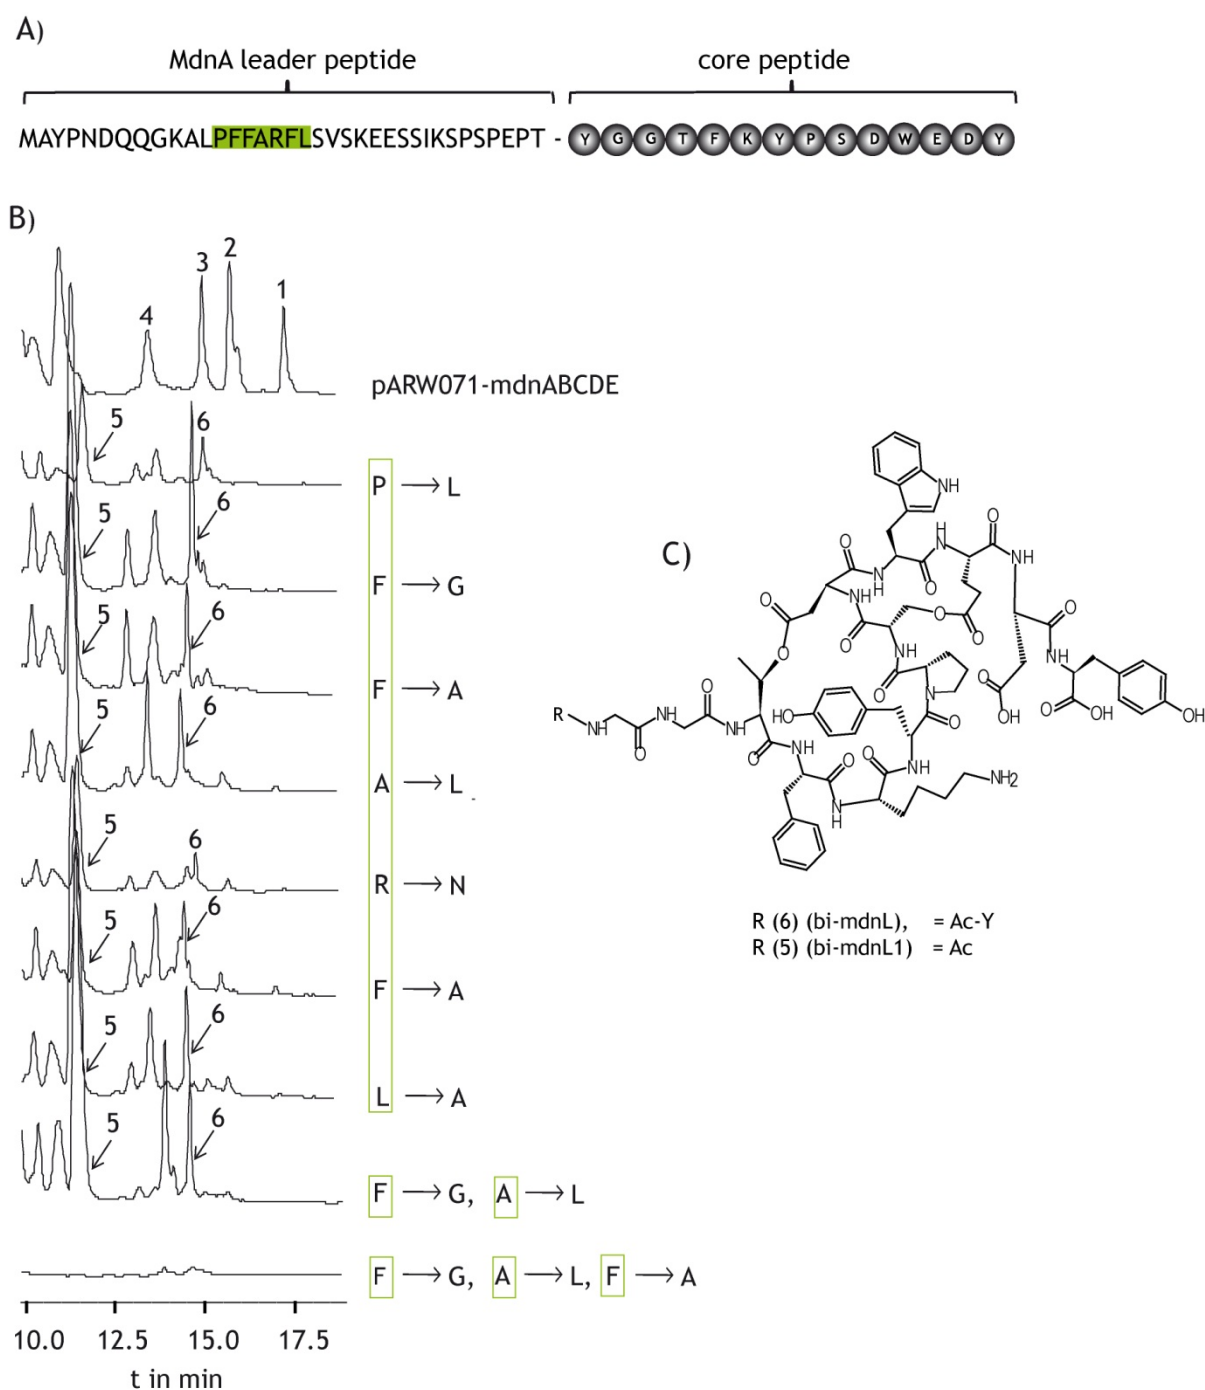 A)
MdnA leader peptide
core peptide
MAYPNDQQGKALPFFARFLSVSKEESSIKSPSPEPT - Y G G T F K Y P S D W E D Y
B)
4 3 2 1
pARW071-mdnABCDE
5 6
P → L
5 6
F → G
5 6
F → A
5 6
A → L
5 6
R → N
5 6
F → A
5 6
L → A
5 6
F → G, A → L
F → G, A → L, F → A
10.0 12.5 15.0 17.5
t in min
C)
NH
O
H
N
O
NH
O
N
H
O
NH
O
O
O
O
O
O
NH
O
O
NH
O
N
O
OH
O
NH
O
OH
OH
R
NH
O
NH
O
NH
HO
O
NH
O
N
H
O
NH
NH2
R (6) (bi-mdnL), = Ac-Y
R (5) (bi-mdnL1) = Ac